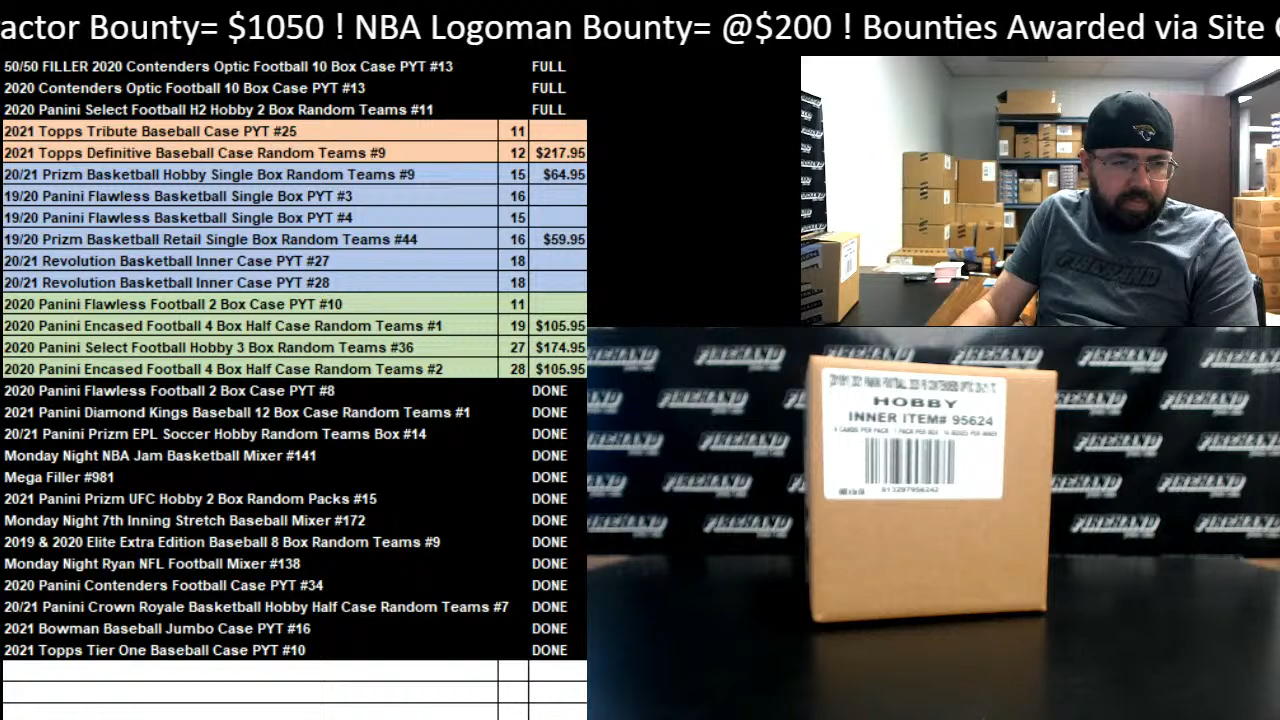 actor Bounty= $1050 ! NBA Logoman Bounty= @$200 ! Bounties Awarded via Site
50/50 FILLER 2020 Contenders Optic Football 10 Box Case PYT #13 FULL
2020 Contenders Optic Football 10 Box Case PYT #13 FULL
2020 Panini Select Football H2 Hobby 2 Box Random Teams #11 FULL
2021 Topps Tribute Baseball Case PYT #25 11
2021 Topps Definitive Baseball Case Random Teams #9 12 $217.95
20/21 Prizm Basketball Hobby Single Box Random Teams #9 15 $64.95
19/20 Panini Flawless Basketball Single Box PYT #3 16
19/20 Panini Flawless Basketball Single Box PYT #4 15
19/20 Prizm Basketball Retail Single Box Random Teams #44 16 $59.95
20/21 Revolution Basketball Inner Case PYT #27 18
20/21 Revolution Basketball Inner Case PYT #28 18
2020 Panini Flawless Football 2 Box Case PYT #10 11
2020 Panini Encased Football 4 Box Half Case Random Teams #1 19 $105.95
2020 Panini Select Football Hobby 3 Box Random Teams #36 27 $174.95
2020 Panini Encased Football 4 Box Half Case Random Teams #2 28 $105.95
2020 Panini Flawless Football 2 Box Case PYT #8 DONE
2021 Panini Diamond Kings Baseball 12 Box Case Random Teams #1 DONE
20/21 Panini Prizm EPL Soccer Hobby Random Teams Box #14 DONE
Monday Night NBA Jam Basketball Mixer #141 DONE
Mega Filler #981 DONE
2021 Panini Prizm UFC Hobby 2 Box Random Packs #15 DONE
Monday Night 7th Inning Stretch Baseball Mixer #172 DONE
2019 & 2020 Elite Extra Edition Baseball 8 Box Random Teams #9 DONE
Monday Night Ryan NFL Football Mixer #138 DONE
2020 Panini Contenders Football Case PYT #34 DONE
20/21 Panini Crown Royale Basketball Hobby Half Case Random Teams #7 DONE
2021 Bowman Baseball Jumbo Case PYT #16 DONE
2021 Topps Tier One Baseball Case PYT #10 DONE
FIREHAND
HOBBY
INNER ITEM# 95624
FIREHAND